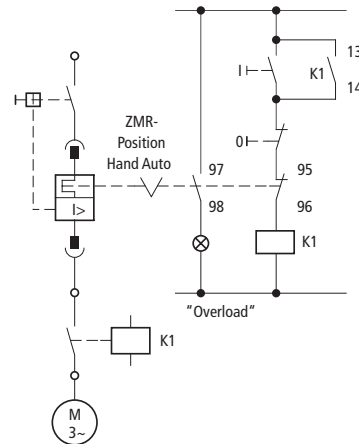 13
I
K1
14
ZMR-
Position
Hand Auto
0
97
95
I>
98
96
K1
"Overload"
K1
M
3~